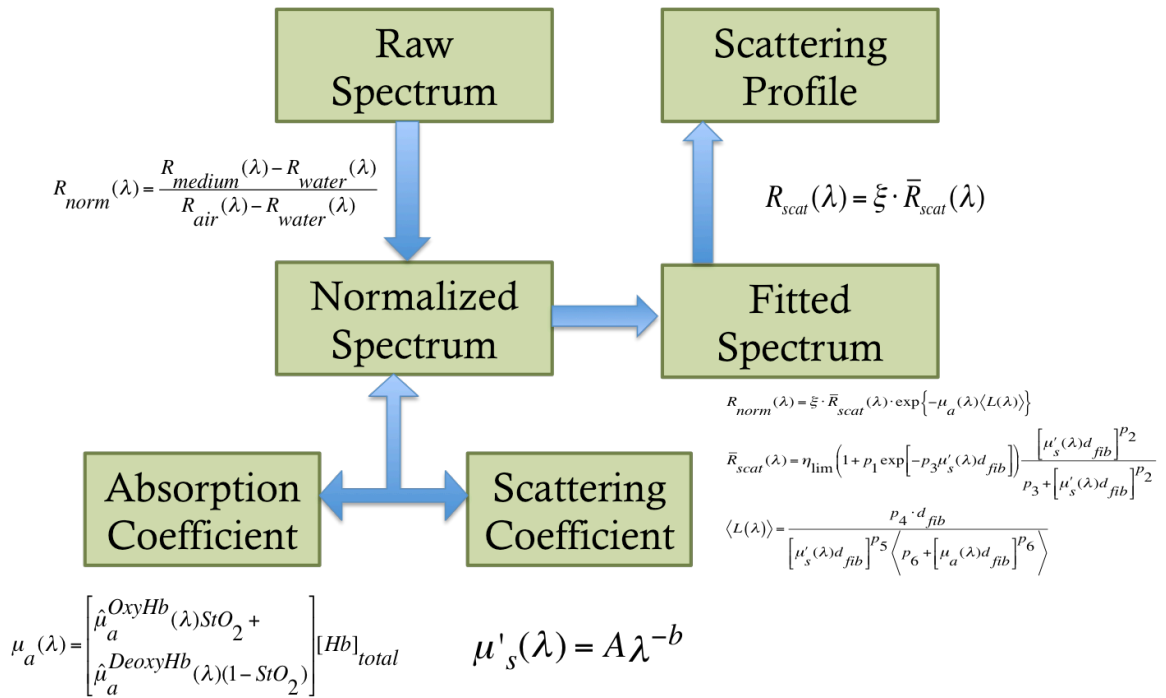 Raw
Spectrum
Scattering
Profile
R_norm(λ) = (R_medium(λ) − R_water(λ)) / (R_air(λ) − R_water(λ))
R_scat(λ) = ξ · R̅_scat(λ)
Normalized
Spectrum
Fitted
Spectrum
R_norm(λ) = ξ · R̅_scat(λ) · exp{−μ_a(λ)⟨L(λ)⟩}
R̅_scat(λ) = η_lim(1 + p_1 exp[−p_3 μ'_s(λ)d_fib]) [μ'_s(λ)d_fib]^p_2 / (p_3 + [μ'_s(λ)d_fib]^p_2)
⟨L(λ)⟩ = p_4 · d_fib / ([μ'_s(λ)d_fib]^p_5 ⟨p_6 + [μ_a(λ)d_fib]^p_6⟩)
Absorption
Coefficient
Scattering
Coefficient
μ_a(λ) = [μ̂_a^OxyHb(λ)StO_2 +
μ̂_a^DeoxyHb(λ)(1 − StO_2)] [Hb]_total
μ'_s(λ) = Aλ^−b